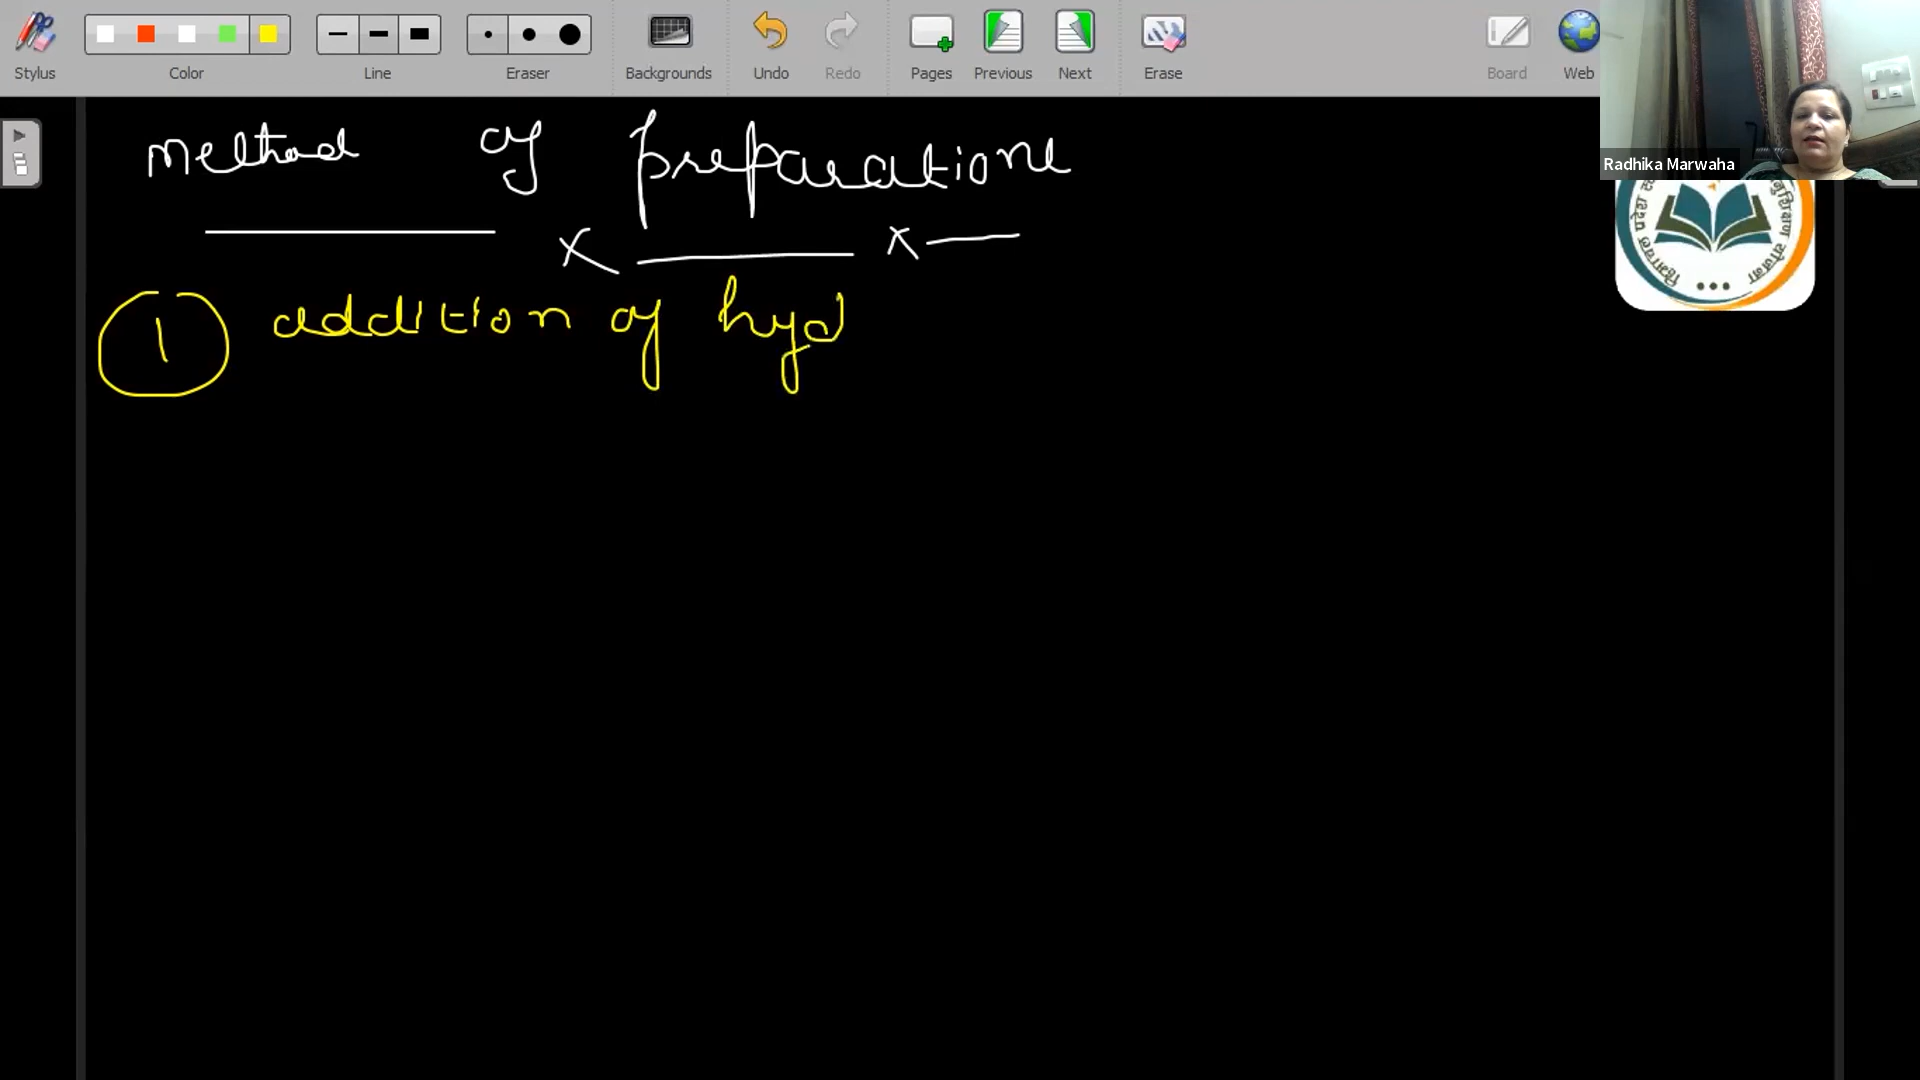 Stylus Color Line Eraser Backgrounds Undo Redo Pages Previous Next Erase Board Web
Radhika Marwaha
Method of preparations
1 addition of hyd